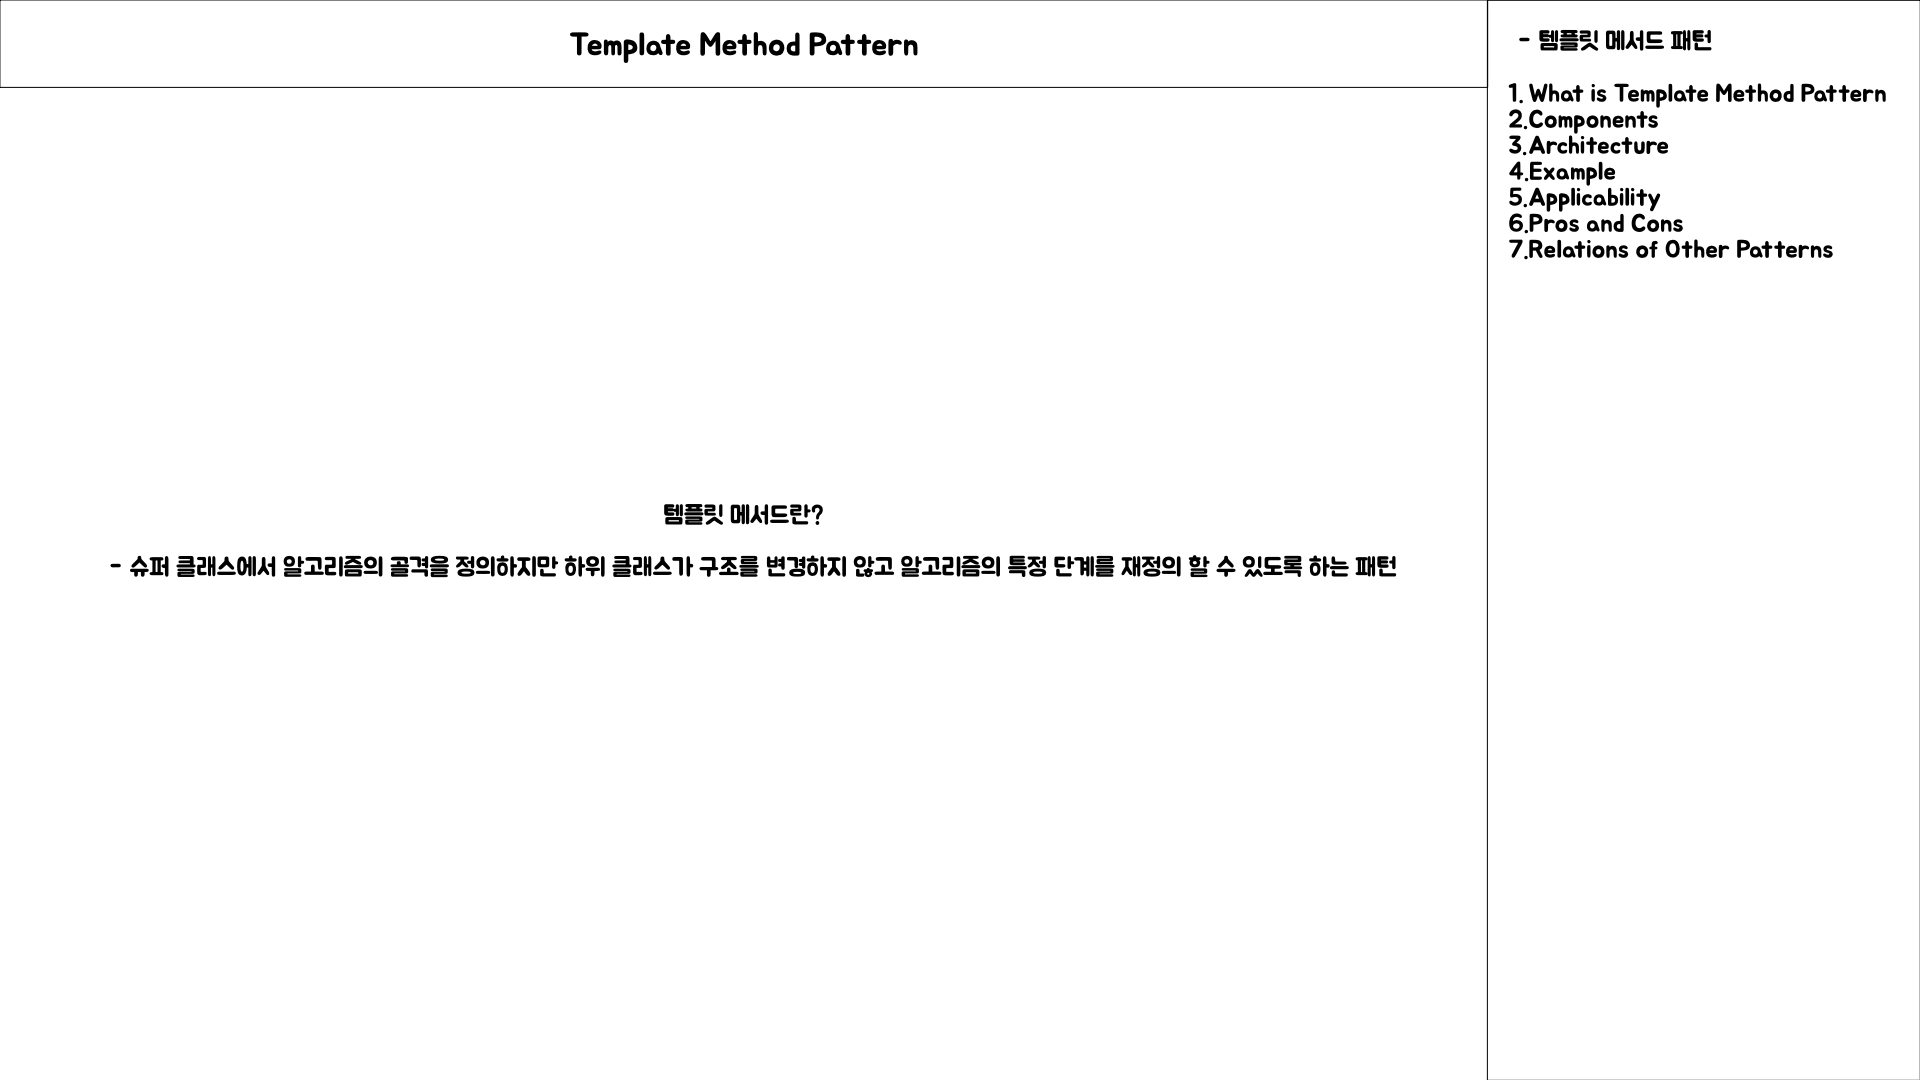 Template Method Pattern
템플릿 메서드란?
- 슈퍼 클래스에서 알고리즘의 골격을 정의하지만 하위 클래스가 구조를 변경하지 않고 알고리즘의 특정 단계를 재정의 할 수 있도록 하는 패턴
- 템플릿 메서드 패턴
1. What is Template Method Pattern
2.Components
3.Architecture
4.Example
5.Applicability
6.Pros and Cons
7.Relations of Other Patterns